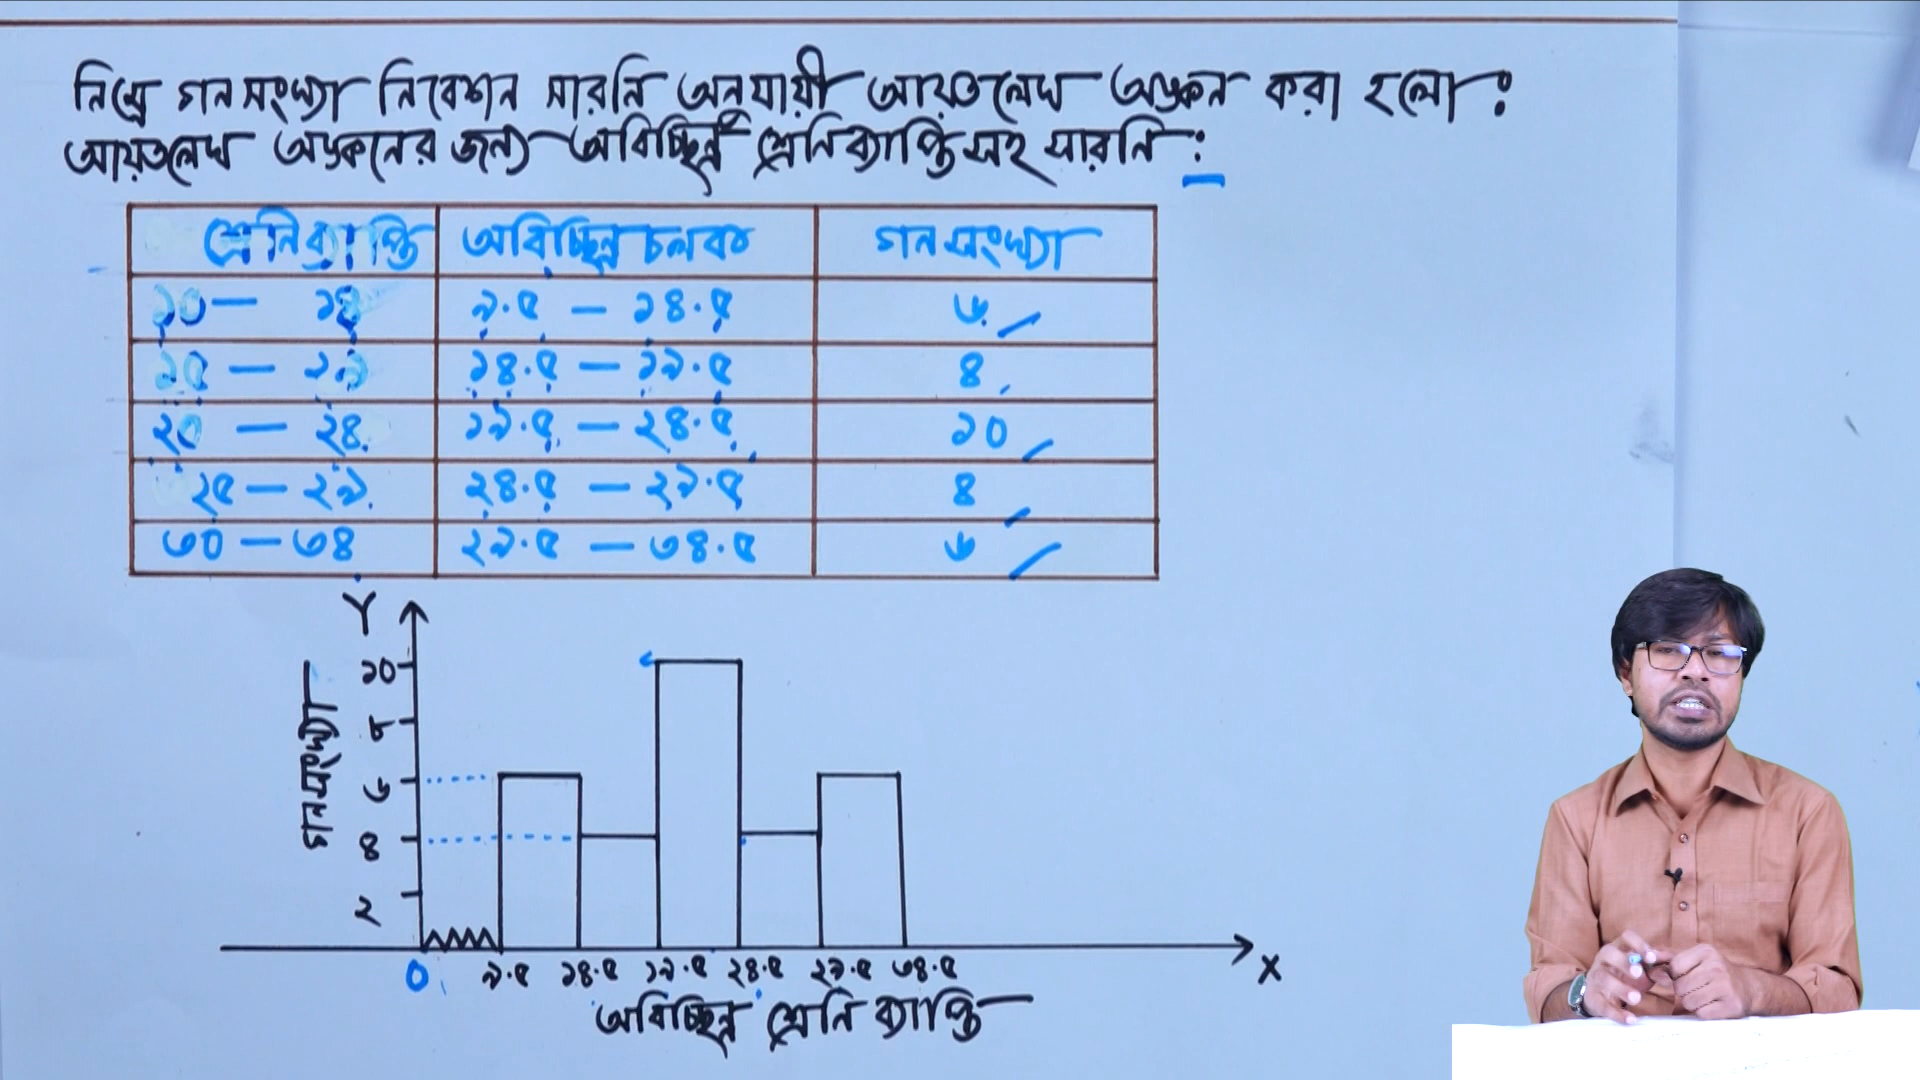 নিম্নে গনসংখ্যা নিবেশন সারনি অনুযায়ী আয়তলেখ অঙ্কন করা হলো :
আয়তলেখ অঙ্কনের জন্য অবিচ্ছিন্ন শ্রেনিব্যাপ্তি সহ সারনি :
শ্রেনিব্যাপ্তি অবিচ্ছিন্ন চলক গনসংখ্যা
১০ — ১৪ ৯.৫ — ১৪.৫ ৬
১৫ — ১৯ ১৪.৫ — ১৯.৫ ৪
২০ — ২৪ ১৯.৫ — ২৪.৫ ১০
২৫ — ২৯ ২৪.৫ — ২৯.৫ ৪
৩০ — ৩৪ ২৯.৫ — ৩৪.৫ ৬
Y
গনসংখ্যা
১০
৮
৬
৪
২
0 ৯.৫ ১৪.৫ ১৯.৫ ২৪.৫ ২৯.৫ ৩৪.৫ X
অবিচ্ছিন্ন শ্রেনি ব্যাপ্তি